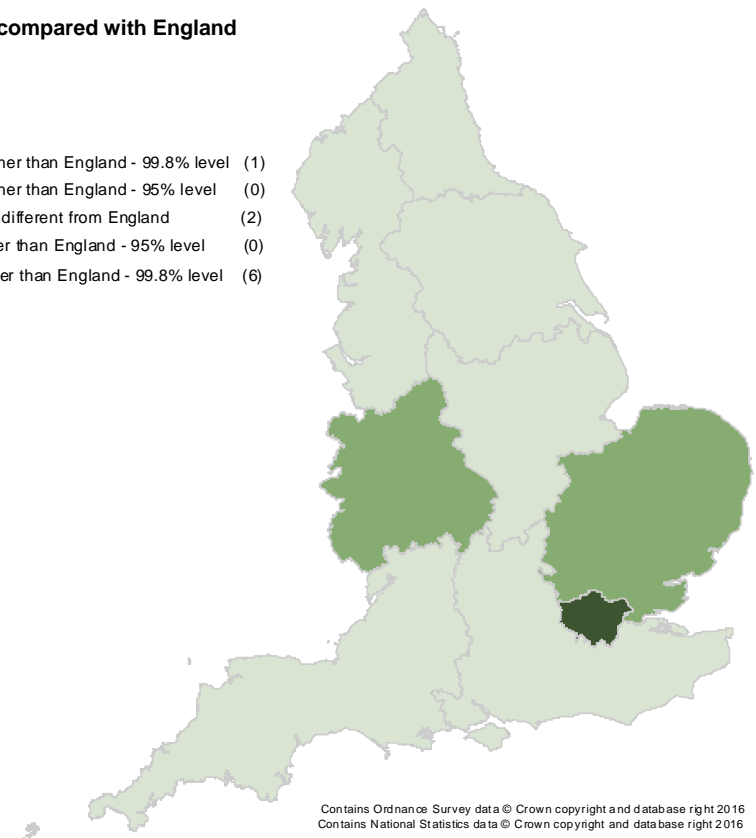 compared with England
her than England - 99.8% level (1)
her than England - 95% level (0)
different from England (2)
er than England - 95% level (0)
er than England - 99.8% level (6)
Contains Ordnance Survey data © Crown copyright and database right 2016
Contains National Statistics data © Crown copyright and database right 2016